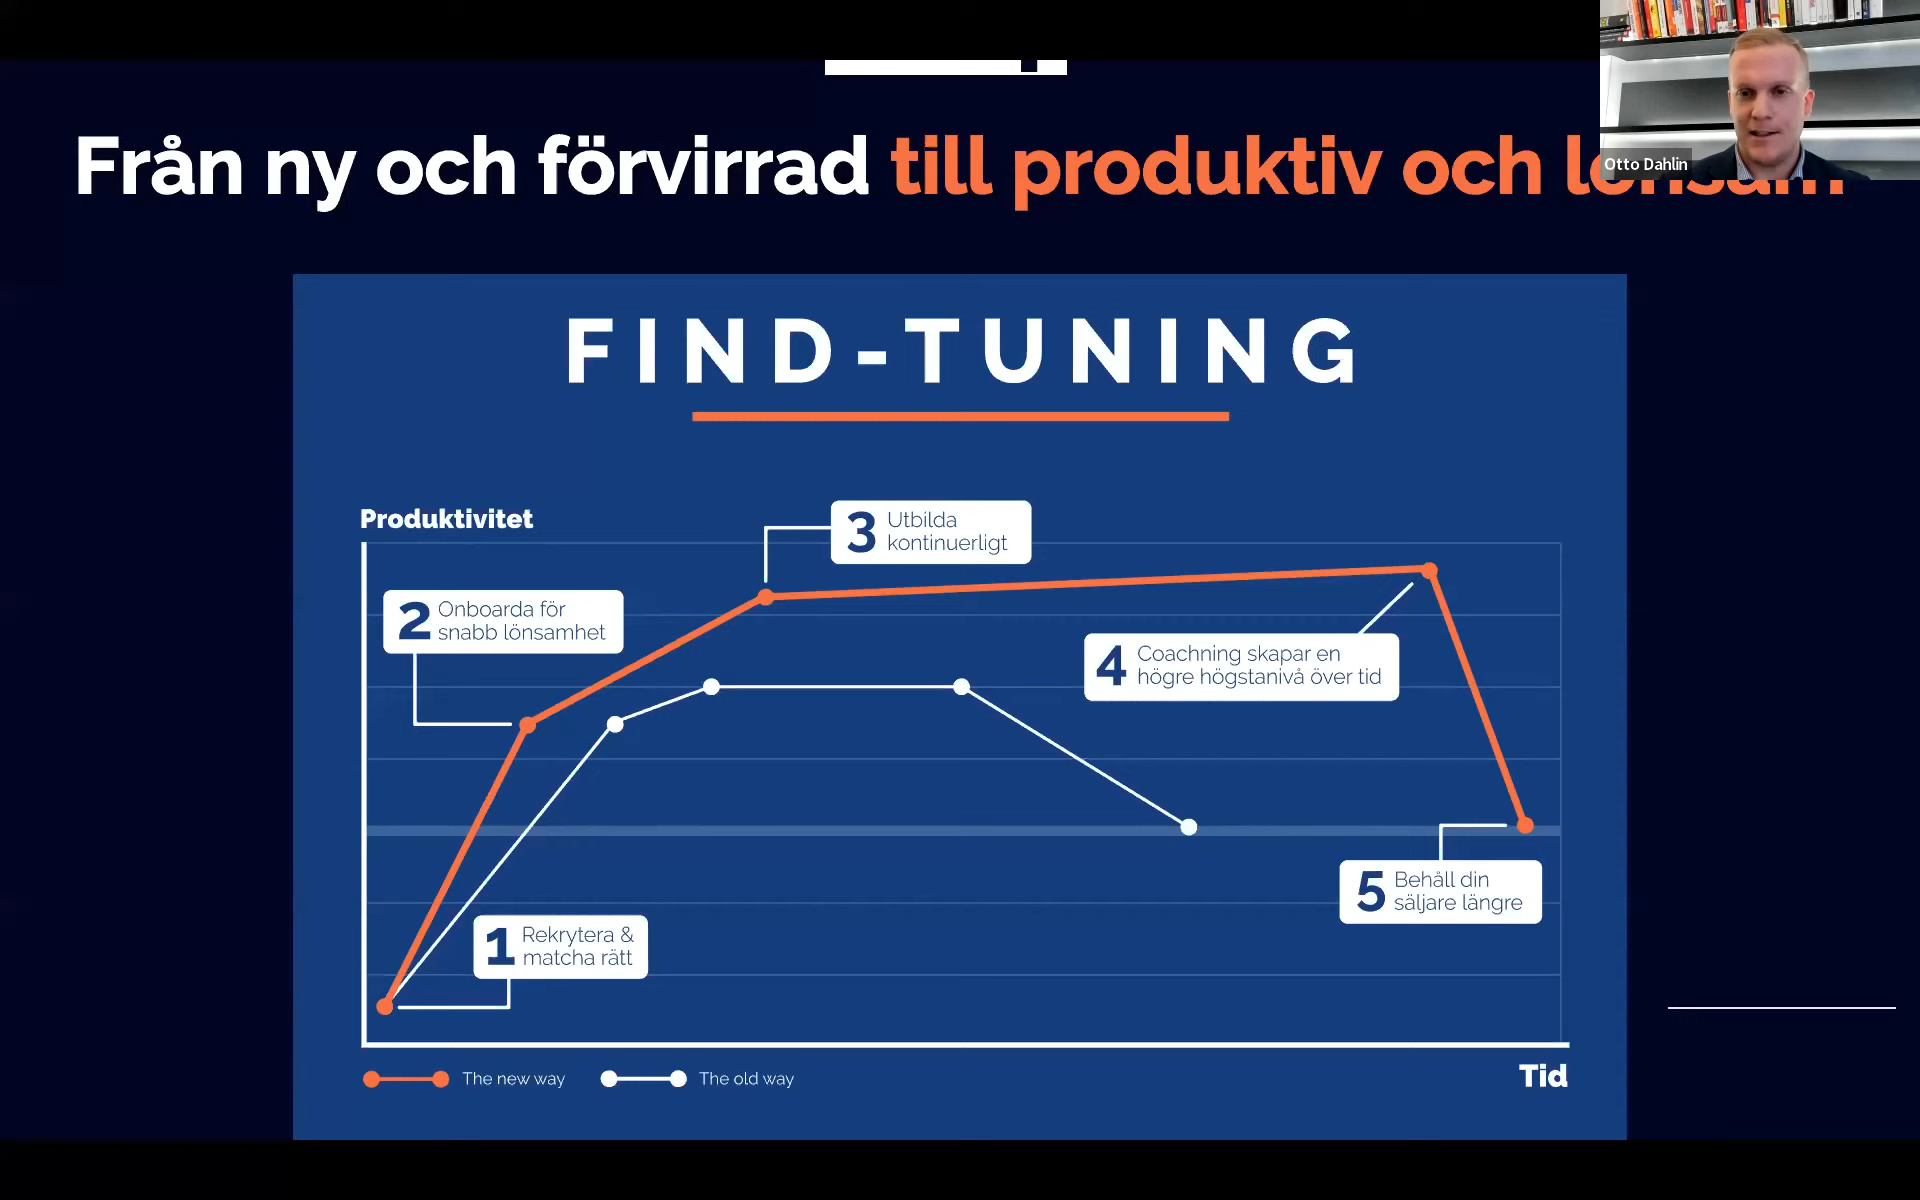 Från ny och förvirrad till produktiv och
Otto Dahlin
FIND-TUNING
Produktivitet
3 Utbilda
kontinuerligt
2 Onboarda för
snabb lönsamhet
4 Coachning skapar en
högre högstanivå över tid
5 Behåll din
säljare längre
1 Rekrytera &
matcha rätt
The new way
The old way
Tid